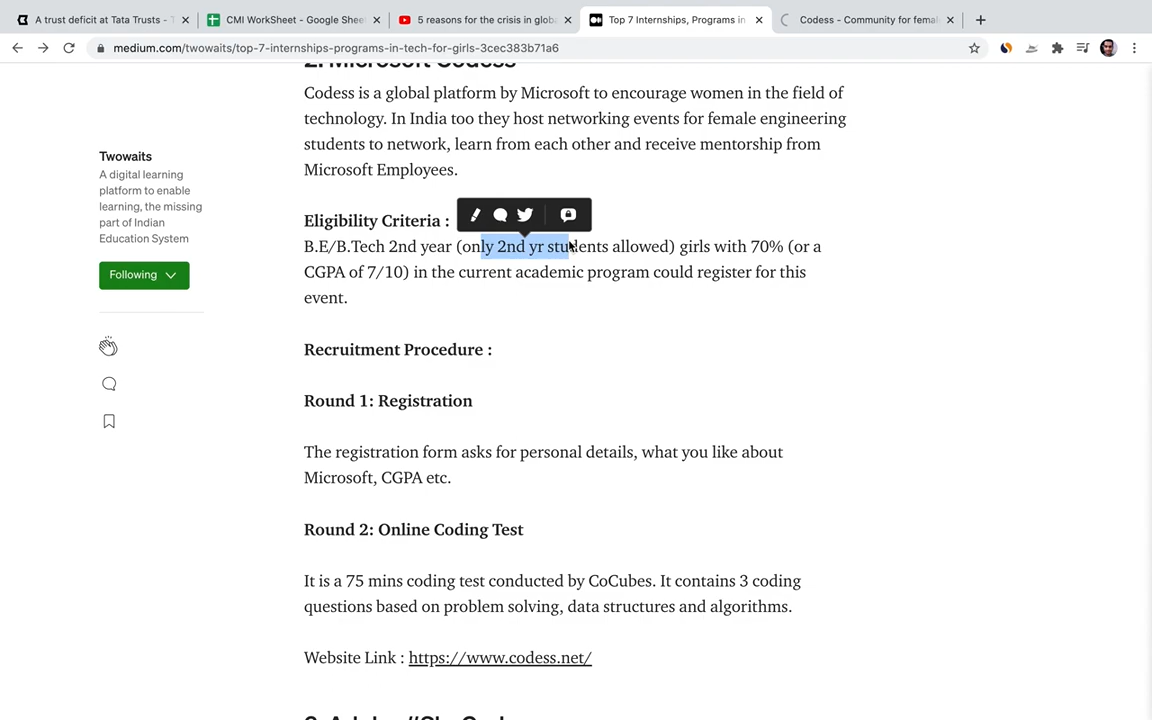 A trust deficit at Tata Trusts - T
CMI WorkSheet - Google Shee
5 reasons for the crisis in globa
Top 7 Internships, Programs in
Codess - Community for femal
medium.com/twowaits/top-7-internships-programs-in-tech-for-girls-3cec383b71a6
2. Microsoft Codess
Codess is a global platform by Microsoft to encourage women in the field of
technology. In India too they host networking events for female engineering
students to network, learn from each other and receive mentorship from
Microsoft Employees.
Twowaits
A digital learning
platform to enable
learning, the missing
part of Indian
Education System
Following
Eligibility Criteria :
B.E/B.Tech 2nd year (only 2nd yr students allowed) girls with 70% (or a
CGPA of 7/10) in the current academic program could register for this
event.
Recruitment Procedure :
Round 1: Registration
The registration form asks for personal details, what you like about
Microsoft, CGPA etc.
Round 2: Online Coding Test
It is a 75 mins coding test conducted by CoCubes. It contains 3 coding
questions based on problem solving, data structures and algorithms.
Website Link : https://www.codess.net/